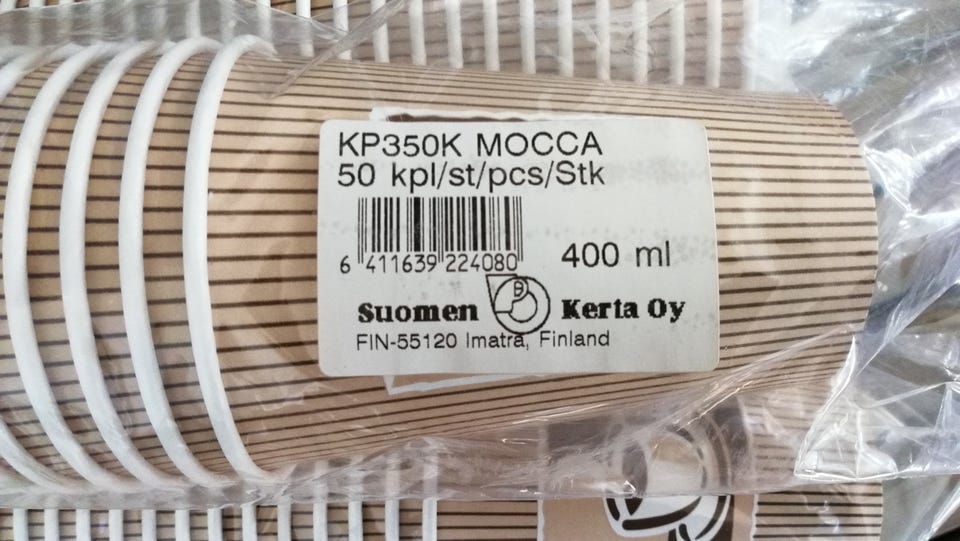 KP350K MOCCA
50 kpl/st/pcs/Stk
6 411639 224080
400 ml
Suomen Kerta Oy
FIN-55120 Imatra, Finland